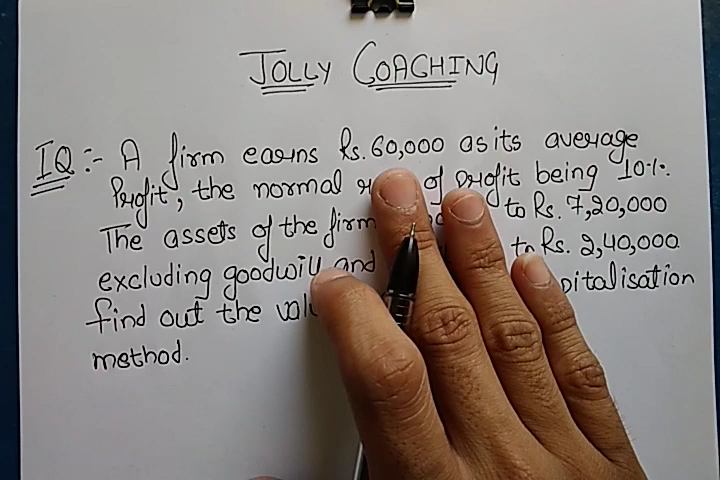 JOLLY COACHING
IQ :- A firm earns Rs. 60,000 as its average
Profit, the normal of Profit being 10%.
The assets of the firm to Rs. 7,20,000
excluding goodwill and to Rs. 2,40,000
find out the
method.